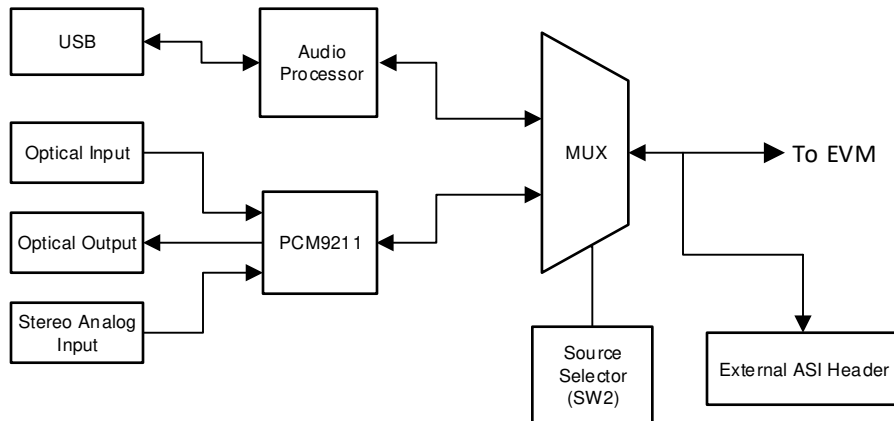 USB
Audio
Processor
Optical Input
MUX
To EVM
Optical Output
PCM9211
Stereo Analog
Input
Source
Selector
(SW2)
External ASI Header